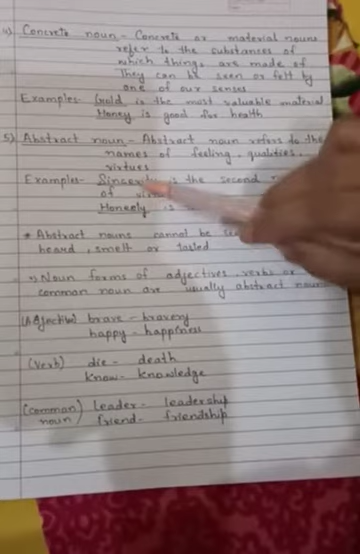 4) Concrete noun - Concrete or material nouns
refer to the substances of
which things are made of
They can be seen or felt by
one of our senses
Examples - Gold is the most valuable material
Honey is good for health
5) Abstract noun - Abstract noun refers to the
names of feeling, qualities,
virtues
Examples - Sincerity is the second
of
is
* Abstract nouns cannot be
heard, smelt or tasted
Noun forms of adjectives, verbs or
common noun are usually abstract noun
(Adjective) brave - bravery
happy - happiness
(verb) die - death
know - knowledge
(common noun) leader - leadership
friend - friendship